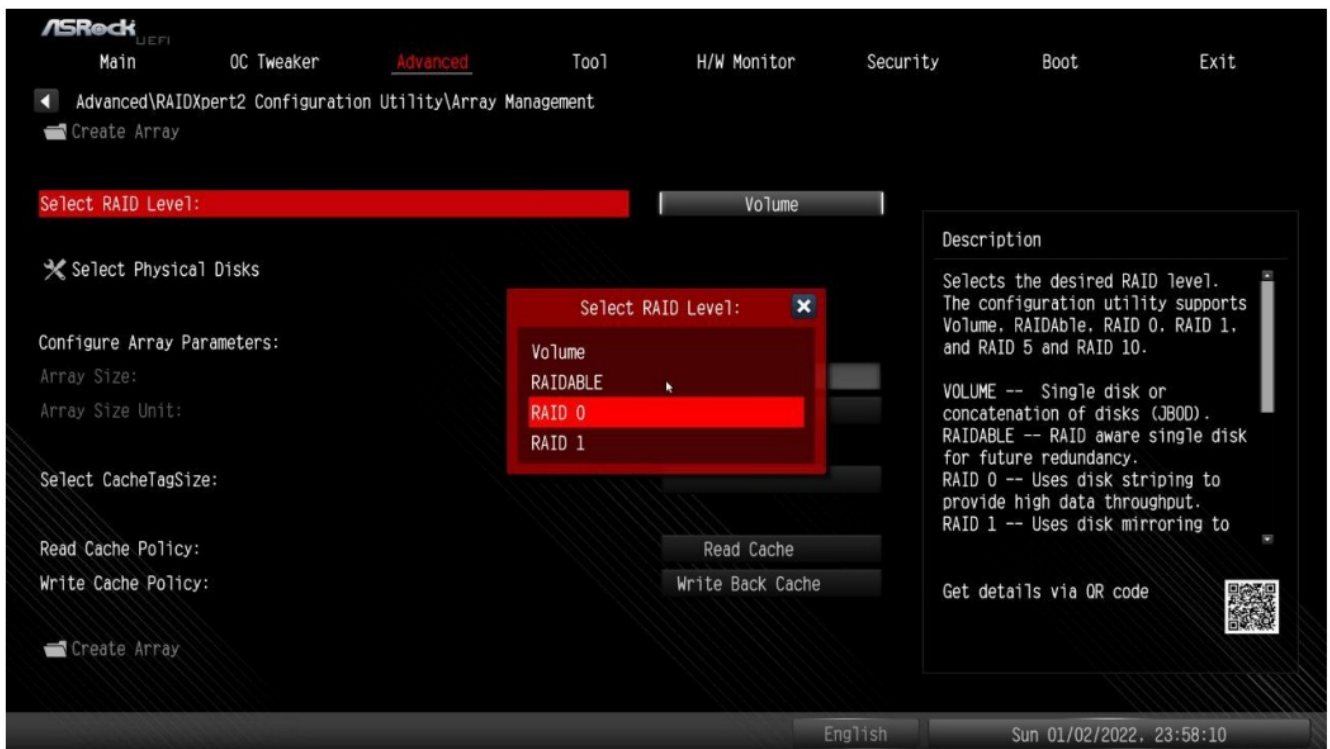 ASRock
UEFI
Main OC Tweaker Advanced Tool H/W Monitor Security Boot Exit
Advanced\RAIDXpert2 Configuration Utility\Array Management
Create Array
Select RAID Level: Volume
Select Physical Disks
Configure Array Parameters:
Array Size:
Array Size Unit:
Select CacheTagSize:
Read Cache Policy: Read Cache
Write Cache Policy: Write Back Cache
Create Array
Select RAID Level:
Volume
RAIDABLE
RAID 0
RAID 1
Description
Selects the desired RAID level.
The configuration utility supports
Volume, RAIDAble, RAID 0, RAID 1,
and RAID 5 and RAID 10.
VOLUME -- Single disk or
concatenation of disks (JBOD).
RAIDABLE -- RAID aware single disk
for future redundancy.
RAID 0 -- Uses disk striping to
provide high data throughput.
RAID 1 -- Uses disk mirroring to
Get details via QR code
English Sun 01/02/2022, 23:58:10